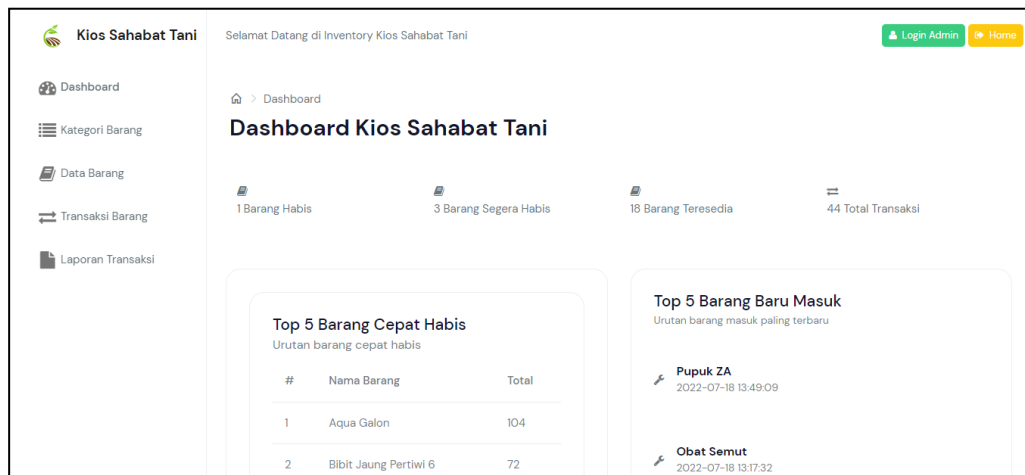 Kios Sahabat Tani
Selamat Datang di Inventory Kios Sahabat Tani
Login Admin
Home
Dashboard
Kategori Barang
Data Barang
Transaksi Barang
Laporan Transaksi
> Dashboard
Dashboard Kios Sahabat Tani
1 Barang Habis
3 Barang Segera Habis
18 Barang Teresedia
44 Total Transaksi
Top 5 Barang Cepat Habis
Urutan barang cepat habis
# Nama Barang Total
1 Aqua Galon 104
2 Bibit Jaung Pertiwi 6 72
Top 5 Barang Baru Masuk
Urutan barang masuk paling terbaru
Pupuk ZA
2022-07-18 13:49:09
Obat Semut
2022-07-18 13:17:32